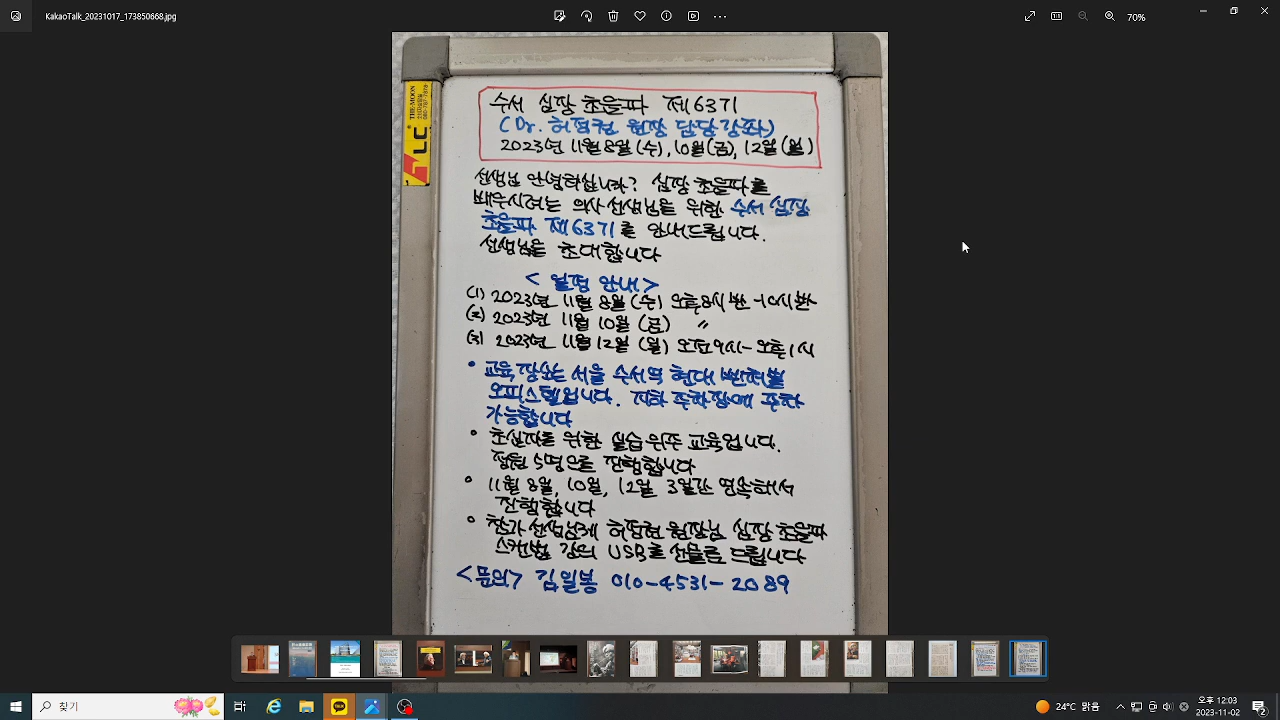 KakaoTalk_20231017_173850668.jpg
70%
THE MOON
수서 심장 초음파 제63기
(Dr. 허점권 원장 담당강좌)
2023년 11월 8일(수), 10일(금), 12일(일)
선생님 안녕하십니까? 심장 초음파를
배우시려는 의사 선생님을 위한 수서 심장
초음파 제63기를 안내드립니다.
선생님을 초대합니다
< 일정 안내 >
(1) 2023년 11월 8일 (수) 오후 8시 반 - 10시 반
(2) 2023년 11월 10일 (금) 〃
(3) 2023년 11월 12일 (일) 오전 9시 - 오후 1시
• 교육 장소는 서울 수서역 현대 벤처빌
오피스텔입니다. 지하 주차장에 주차
가능합니다
• 초심자를 위한 실습위주 교육입니다.
정원 5명으로 진행합니다
• 11월 8일, 10일, 12일 3일간 연속해서
진행합니다
• 참가 선생님께 허점권 원장님 심장 초음파
스캔법 강의 USB를 선물로 드립니다
<문의> 김일봉 010-4531-2089
찾기
24°C 맑음
오후 12:03
2023-11-02